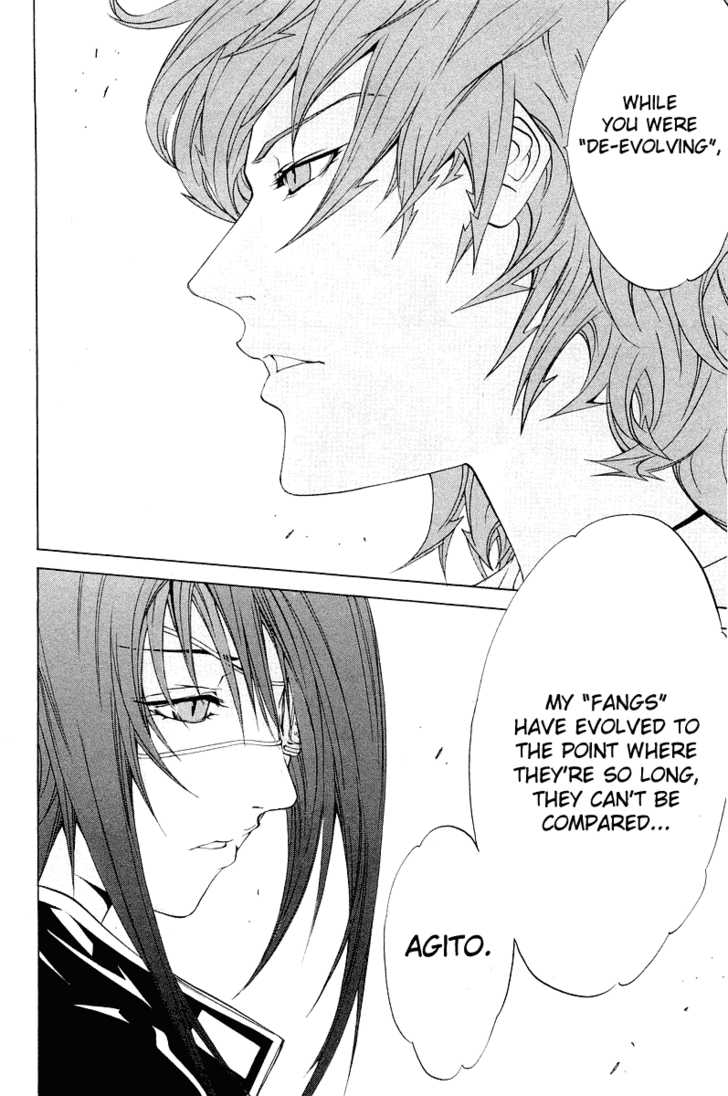 WHILE
YOU WERE
"DE-EVOLVING",
MY "FANGS"
HAVE EVOLVED TO
THE POINT WHERE
THEY'RE SO LONG,
THEY CAN'T BE
COMPARED...
AGITO.